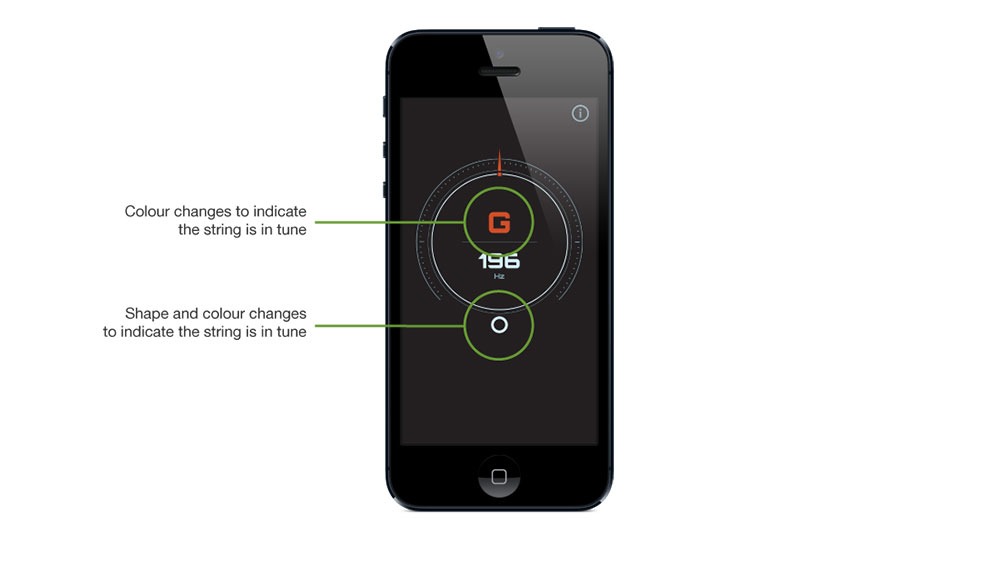 Colour changes to indicate
the string is in tune
G
196
Hz
Shape and colour changes
to indicate the string is in tune